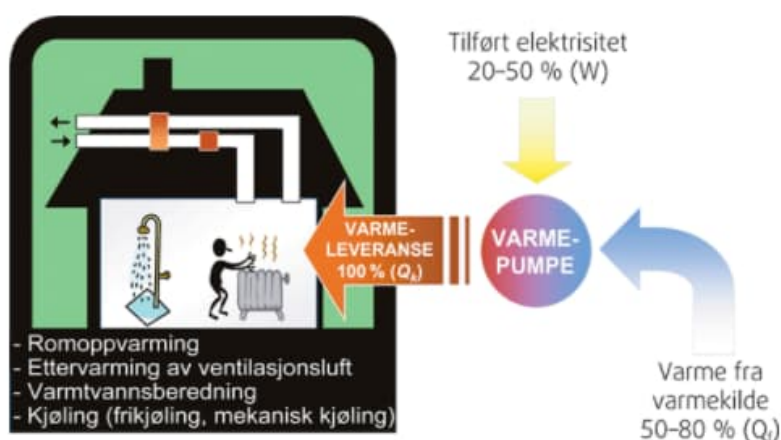 Tilført elektrisitet
20–50 % (W)
VARME-
LEVERANSE
100 % (Qk)
VARME-
PUMPE
- Romoppvarming
- Ettervarming av ventilasjonsluft
- Varmtvannsberedning
- Kjøling (frikjøling, mekanisk kjøling)
Varme fra
varmekilde
50–80 % (Qf)